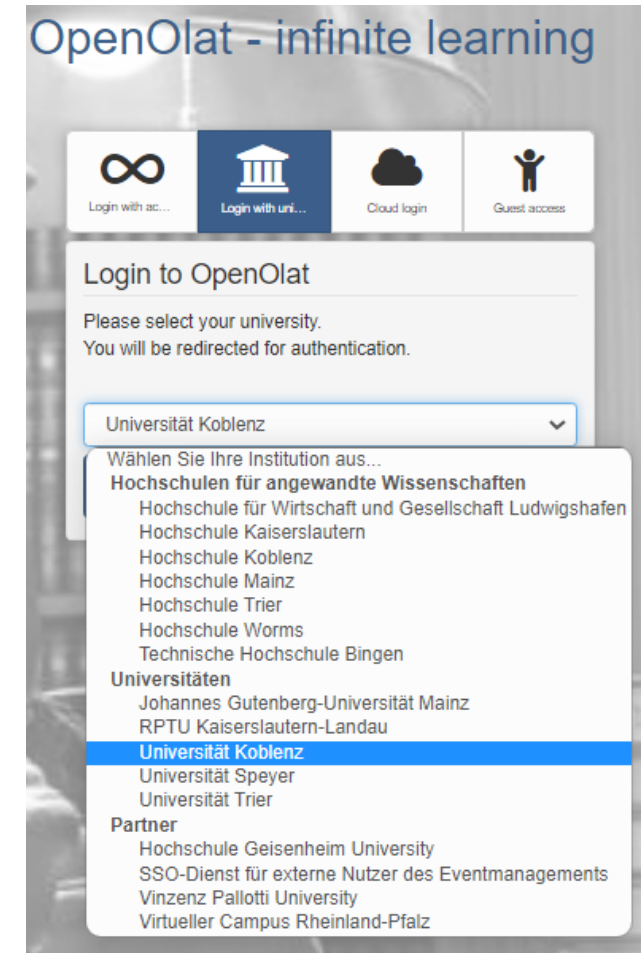 OpenOlat - infinite learning
Login with ac...
Login with uni...
Cloud login
Guest access
Login to OpenOlat
Please select your university.
You will be redirected for authentication.
Universität Koblenz
Wählen Sie Ihre Institution aus...
Hochschulen für angewandte Wissenschaften
Hochschule für Wirtschaft und Gesellschaft Ludwigshafen
Hochschule Kaiserslautern
Hochschule Koblenz
Hochschule Mainz
Hochschule Trier
Hochschule Worms
Technische Hochschule Bingen
Universitäten
Johannes Gutenberg-Universität Mainz
RPTU Kaiserslautern-Landau
Universität Koblenz
Universität Speyer
Universität Trier
Partner
Hochschule Geisenheim University
SSO-Dienst für externe Nutzer des Eventmanagements
Vinzenz Pallotti University
Virtueller Campus Rheinland-Pfalz